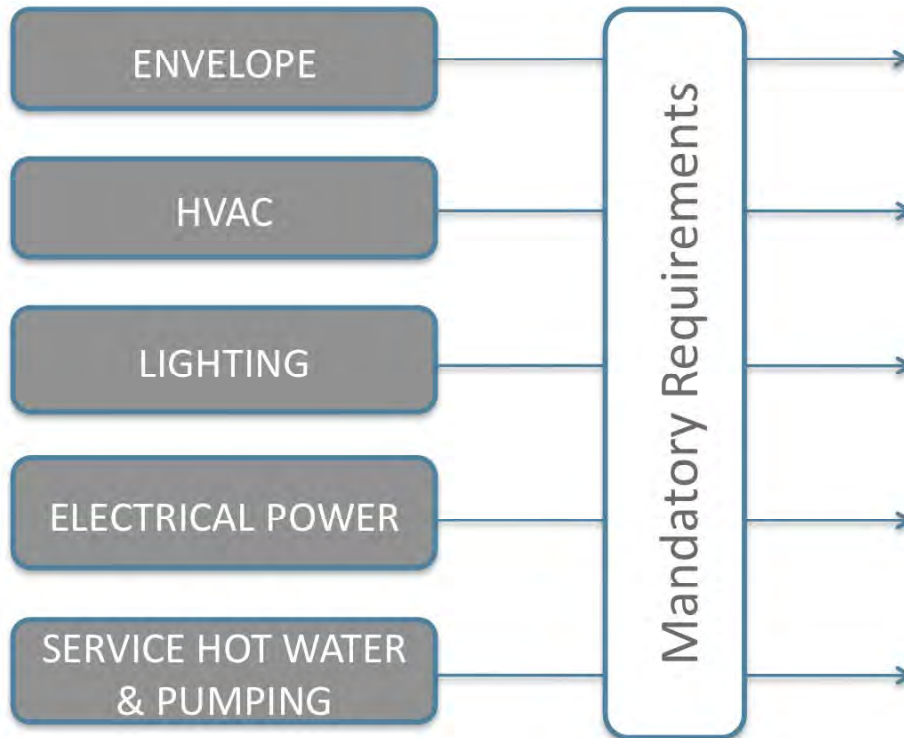 ENVELOPE
HVAC
LIGHTING
ELECTRICAL POWER
SERVICE HOT WATER
& PUMPING
Mandatory Requirements